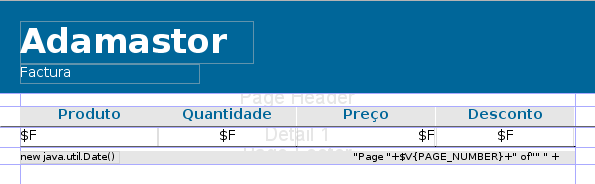 Adamastor
Factura
Page Header
Produto Quantidade Preço Desconto
$F $F $F $F
Detail 1
new java.util.Date() "Page "+$V{PAGE_NUMBER}+" of"" " +